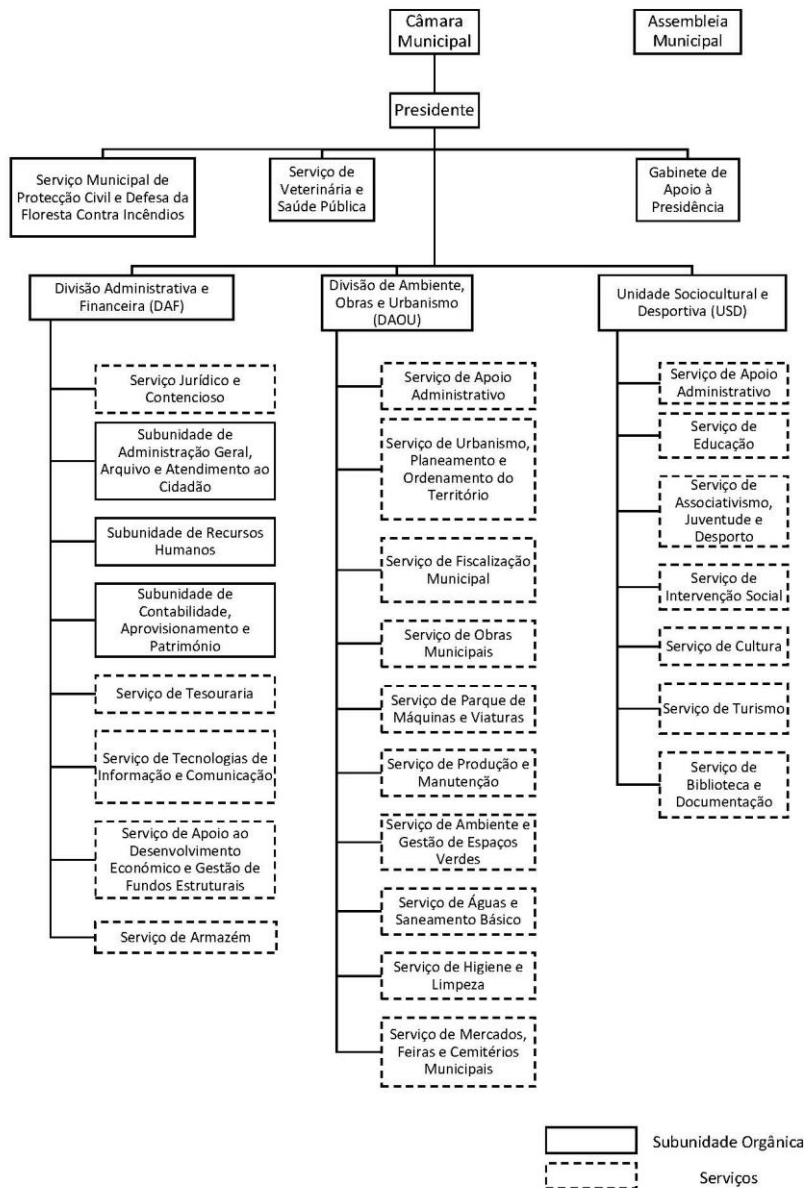 Câmara
Municipal
Assembleia
Municipal
Presidente
Serviço Municipal de
Protecção Civil e Defesa da
Floresta Contra Incêndios
Serviço de
Veterinária e
Saúde Pública
Gabinete de
Apoio à
Presidência
Divisão Administrativa e
Financeira (DAF)
Serviço Jurídico e
Contencioso
Subunidade de
Administração Geral,
Arquivo e Atendimento ao
Cidadão
Subunidade de Recursos
Humanos
Subunidade de
Contabilidade,
Aprovisionamento e
Património
Serviço de Tesouraria
Serviço de Tecnologias de
Informação e Comunicação
Serviço de Apoio ao
Desenvolvimento
Económico e Gestão de
Fundos Estruturais
Serviço de Armazém
Divisão de Ambiente,
Obras e Urbanismo
(DAOU)
Serviço de Apoio
Administrativo
Serviço de Urbanismo,
Planeamento e
Ordenamento do
Território
Serviço de Fiscalização
Municipal
Serviço de Obras
Municipais
Serviço de Parque de
Máquinas e Viaturas
Serviço de Produção e
Manutenção
Serviço de Ambiente e
Gestão de Espaços
Verdes
Serviço de Águas e
Saneamento Básico
Serviço de Higiene e
Limpeza
Serviço de Mercados,
Feiras e Cemitérios
Municipais
Unidade Sociocultural e
Desportiva (USD)
Serviço de Apoio
Administrativo
Serviço de
Educação
Serviço de
Associativismo,
Juventude e
Desporto
Serviço de
Intervenção Social
Serviço de Cultura
Serviço de Turismo
Serviço de
Biblioteca e
Documentação
Subunidade Orgânica
Serviços